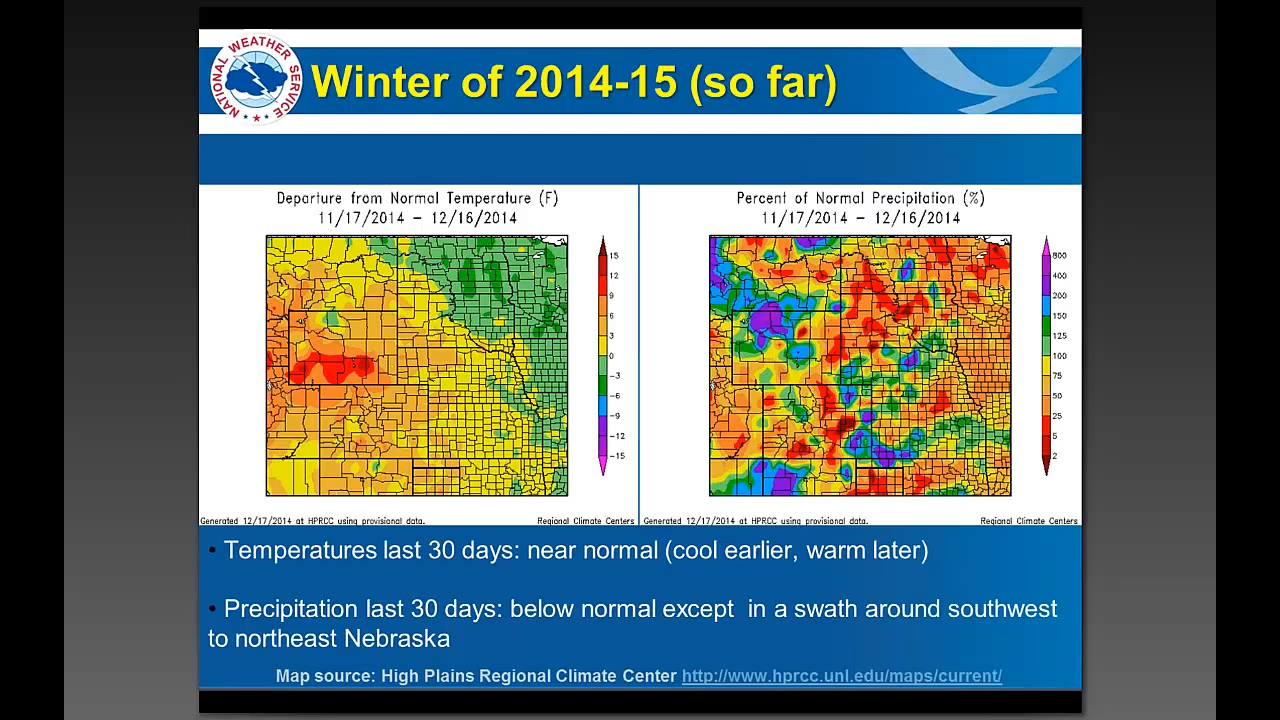 NATIONAL WEATHER SERVICE
Winter of 2014-15 (so far)
Departure from Normal Temperature (F)
11/17/2014 – 12/16/2014
15
12
9
6
3
0
−3
−6
−9
−12
−15
Generated 12/17/2014 at HPRCC using provisional data.
Regional Climate Centers
Percent of Normal Precipitation (%)
11/17/2014 – 12/16/2014
800
400
200
150
125
100
75
50
25
5
2
Generated 12/17/2014 at HPRCC using provisional data.
Regional Climate Centers
• Temperatures last 30 days: near normal (cool earlier, warm later)
• Precipitation last 30 days: below normal except in a swath around southwest
to northeast Nebraska
Map source: High Plains Regional Climate Center http://www.hprcc.unl.edu/maps/current/